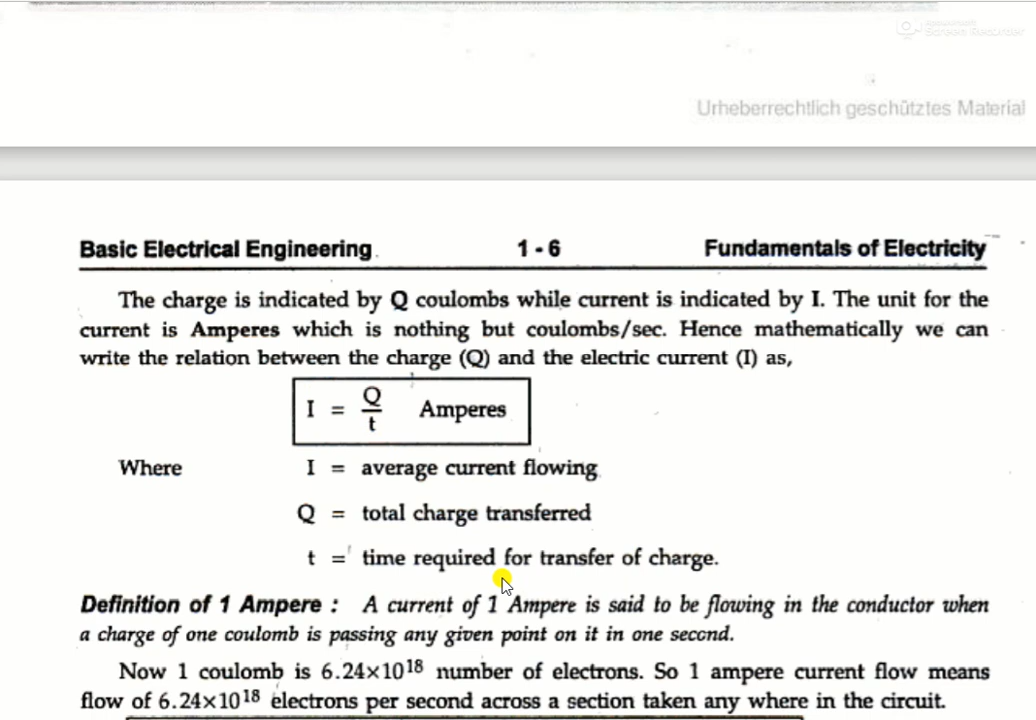 Screen Recorder
Urheberrechtlich geschütztes Material
Basic Electrical Engineering 1 - 6 Fundamentals of Electricity
The charge is indicated by Q coulombs while current is indicated by I. The unit for the
current is Amperes which is nothing but coulombs/sec. Hence mathematically we can
write the relation between the charge (Q) and the electric current (I) as,
I = Q/t Amperes
Where I = average current flowing
Q = total charge transferred
t = time required for transfer of charge.
Definition of 1 Ampere : A current of 1 Ampere is said to be flowing in the conductor when
a charge of one coulomb is passing any given point on it in one second.
Now 1 coulomb is 6.24×10¹⁸ number of electrons. So 1 ampere current flow means
flow of 6.24×10¹⁸ electrons per second across a section taken any where in the circuit.